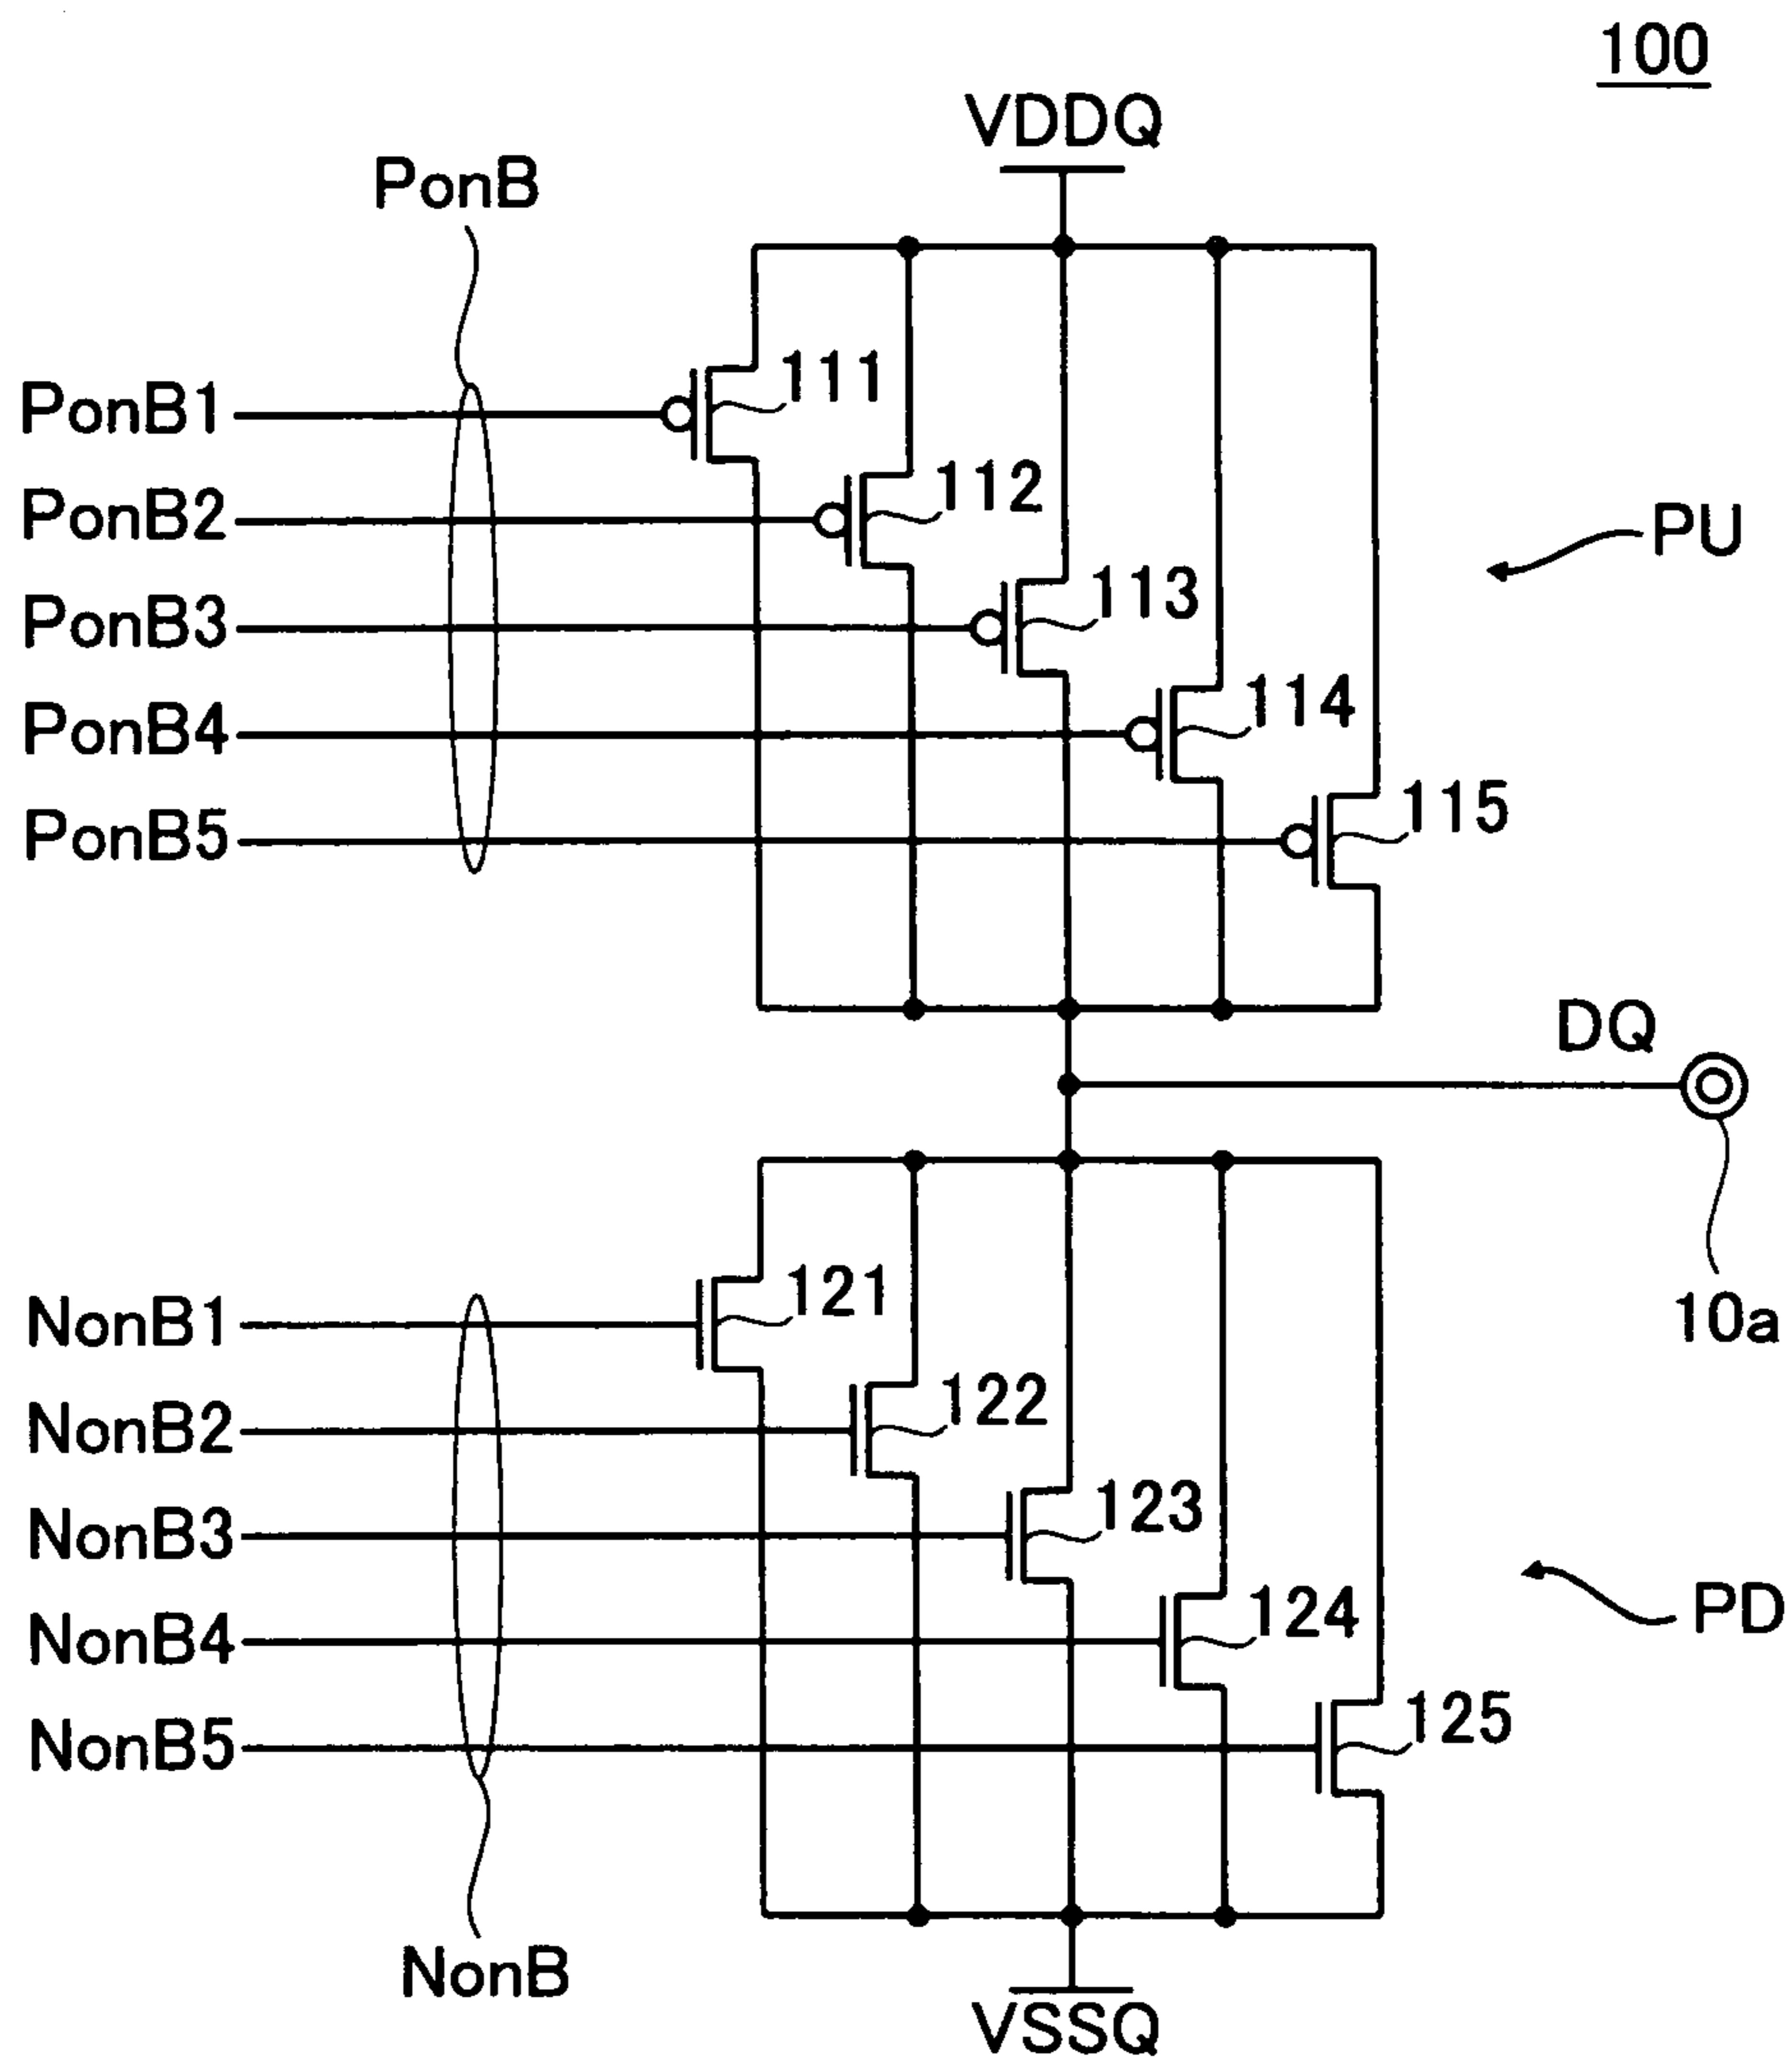 100
VDDQ
PonB
PonB1
111
PonB2
112
PU
PonB3
113
PonB4
114
PonB5
115
DQ
10a
NonB1
121
NonB2
122
NonB3
123
NonB4
124
PD
NonB5
125
NonB
VSSQ